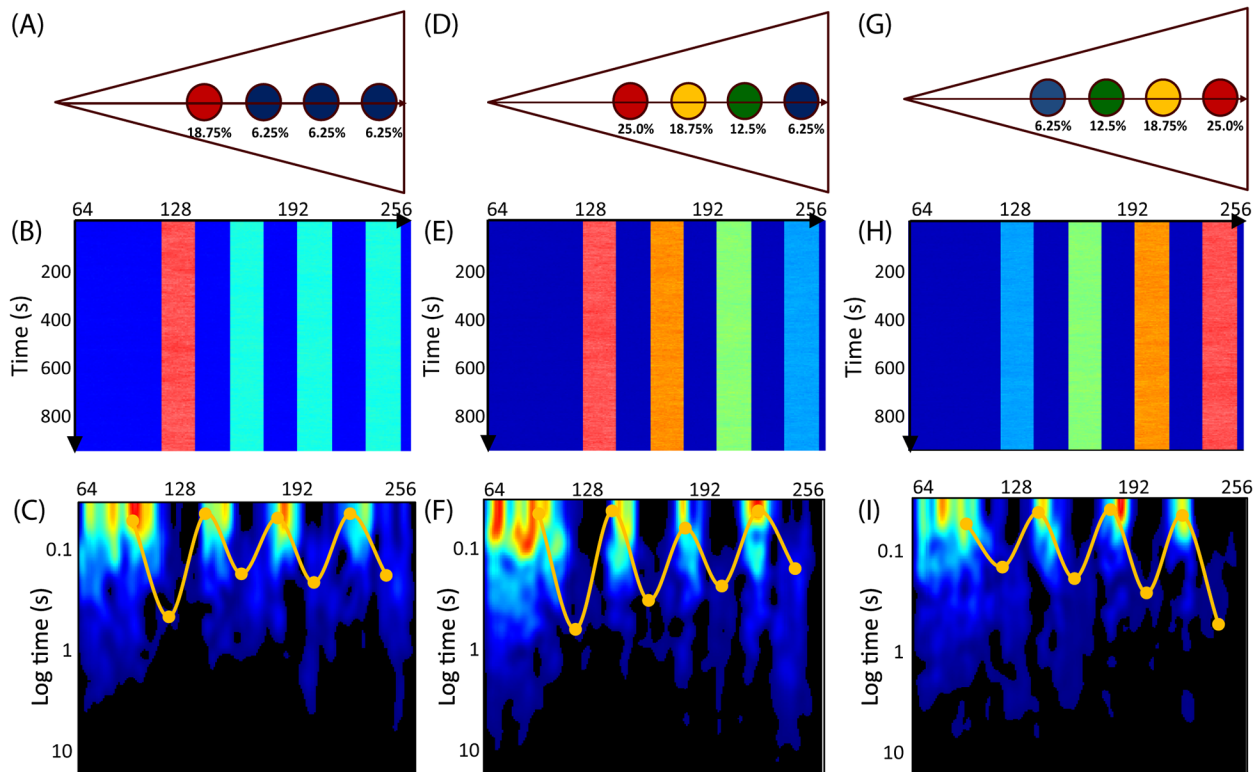 (A)
18.75% 6.25% 6.25% 6.25%
(D)
25.0% 18.75% 12.5% 6.25%
(G)
6.25% 12.5% 18.75% 25.0%
64 128 192 256
(B)
Time (s)
200
400
600
800
64 128 192 256
(E)
Time (s)
200
400
600
800
64 128 192 256
(H)
Time (s)
200
400
600
800
64 128 192 256
(C)
Log time (s)
0.1
1
10
64 128 192 256
(F)
Log time (s)
0.1
1
10
64 128 192 256
(I)
Log time (s)
0.1
1
10